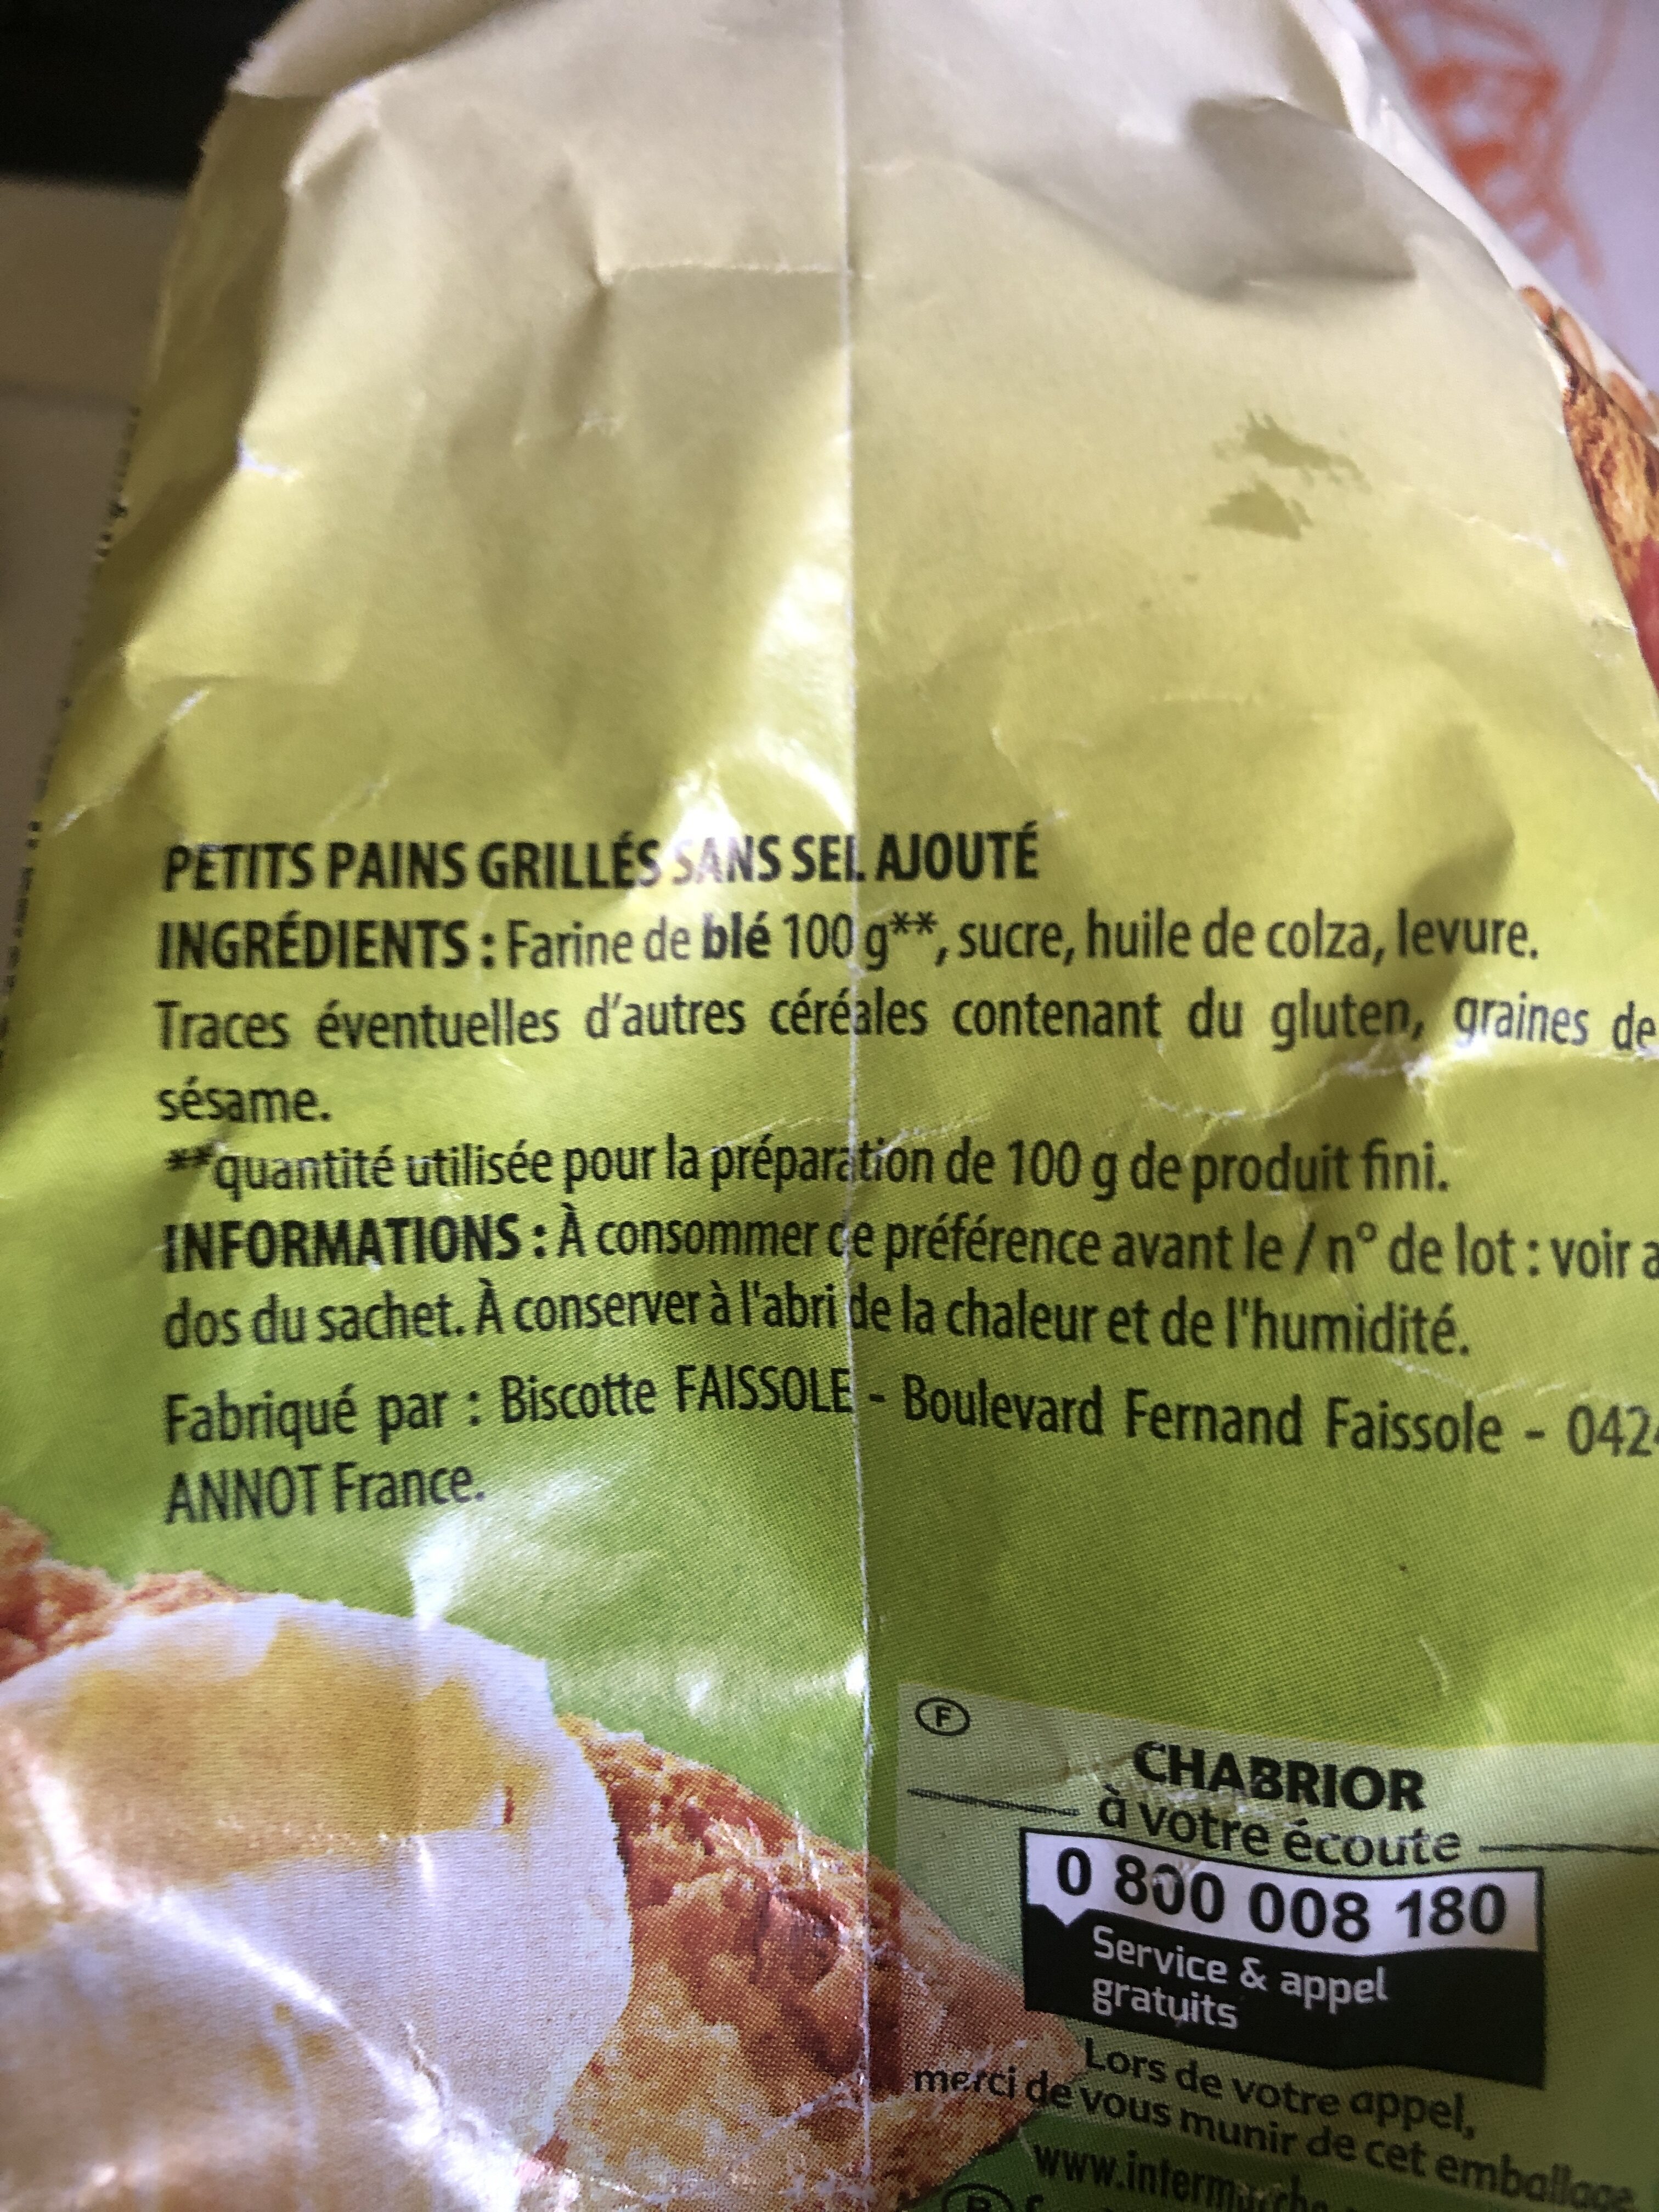 PETITS PAINS GRILLÉS SANS SEL AJOUTÉ
INGRÉDIENTS : Farine de blé 100 g**, sucre, huile de colza, levure.
Traces éventuelles d'autres céréales contenant du gluten, graines de
sésame.
**quantité utilisée pour la préparation de 100 g de produit fini.
INFORMATIONS : À consommer de préférence avant le / n° de lot : voir
dos du sachet. À conserver à l'abri de la chaleur et de l'humidité.
Fabriqué par : Biscotte FAISSOLE - Boulevard Fernand Faissole -
ANNOT France.
F
CHABRIOR
à votre écoute
0 800 008 180
Service & appel
gratuits
Lors de votre appel,
merci de vous munir de cet emballage